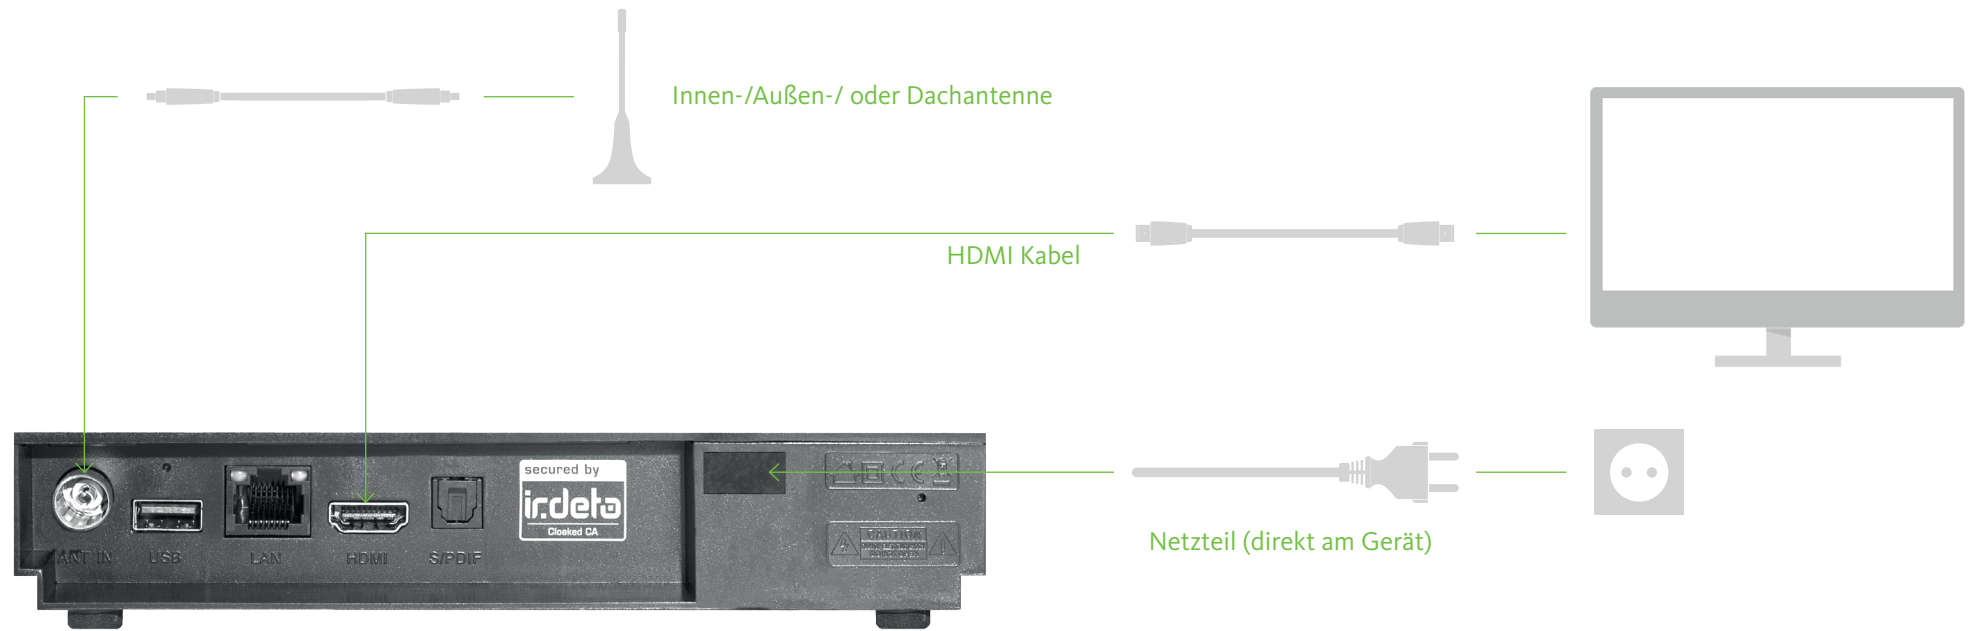 Innen-/Außen-/ oder Dachantenne
HDMI Kabel
secured by
irdeto
Cloaked CA
ANT IN
USB
LAN
HDMI
S/PDIF
CAUTION
Netzteil (direkt am Gerät)